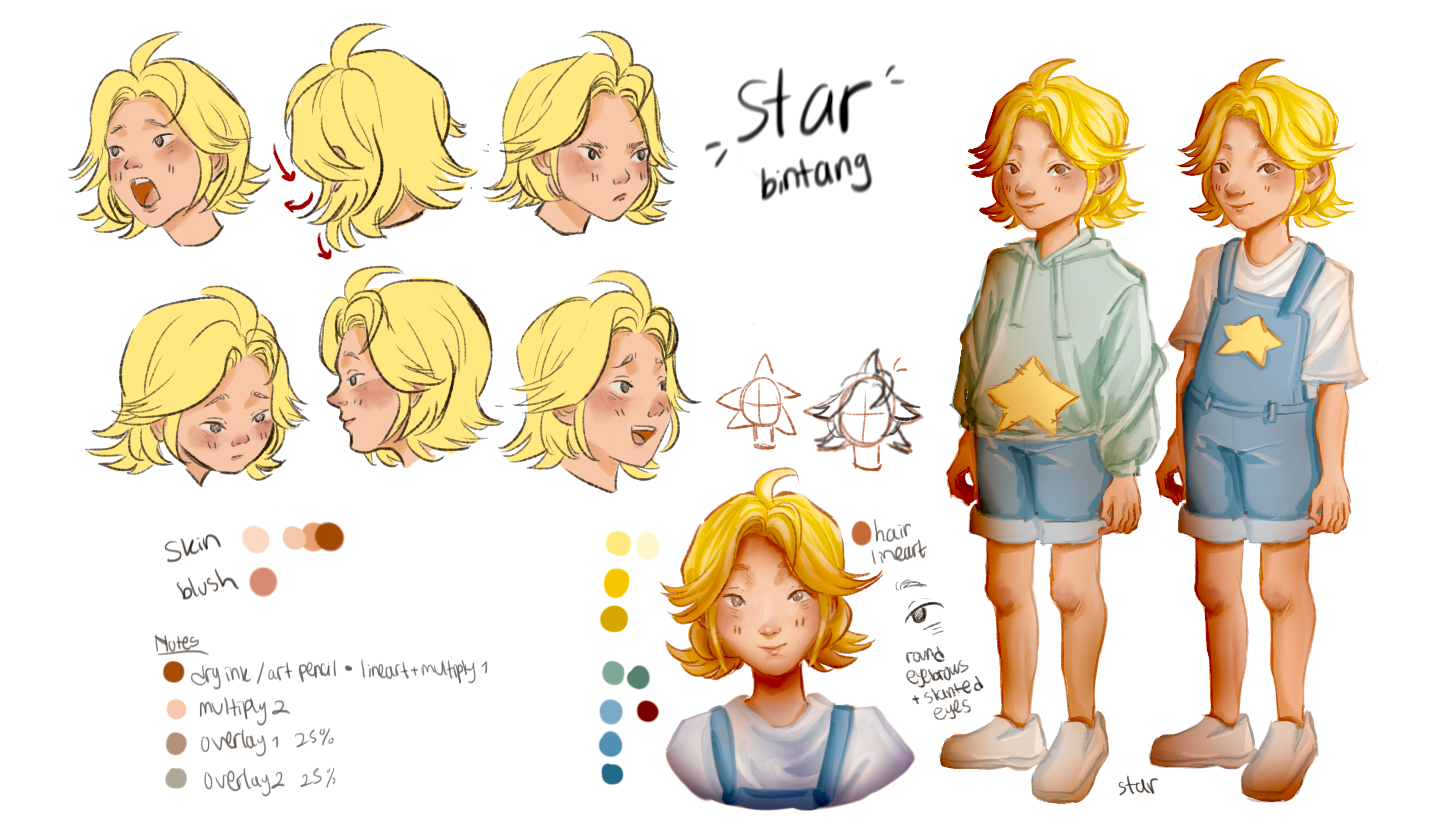 Star
bintang
Skin
blush
Notes
dry ink / art pencil • lineart + multiply 1
multiply 2
overlay 1 25%
overlay 2 25%
hair
lineart
round
eyebrows
+ slanted
eyes
star